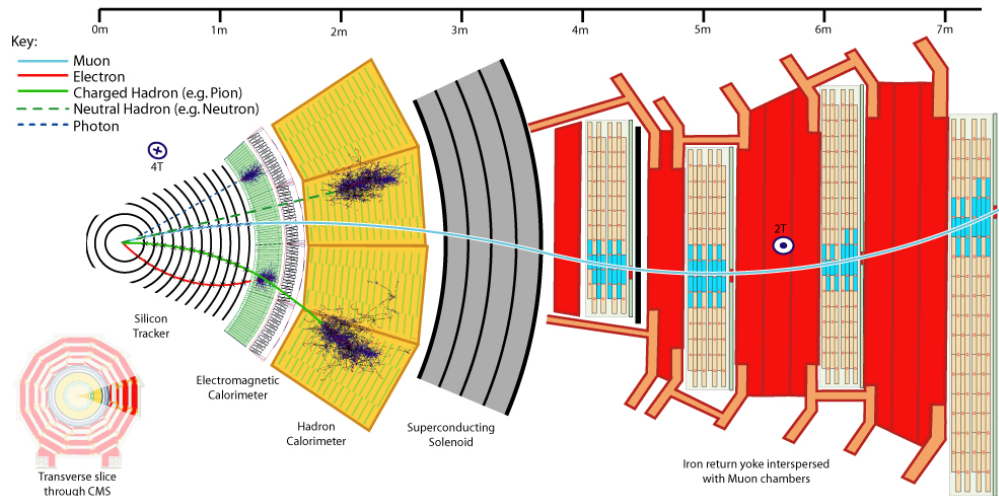 0m 1m 2m 3m 4m 5m 6m 7m
Key:
Muon
Electron
Charged Hadron (e.g. Pion)
Neutral Hadron (e.g. Neutron)
Photon
4T
2T
Silicon
Tracker
Electromagnetic
Calorimeter
Hadron
Calorimeter
Superconducting
Solenoid
Iron return yoke interspersed
with Muon chambers
Transverse slice
through CMS